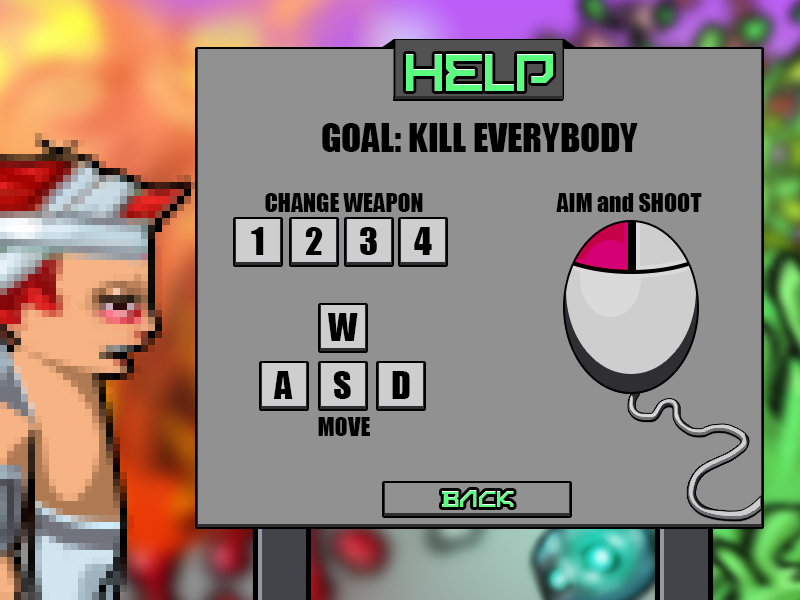 HELP
GOAL: KILL EVERYBODY
CHANGE WEAPON
1 2 3 4
AIM and SHOOT
W
A S D
MOVE
BACK